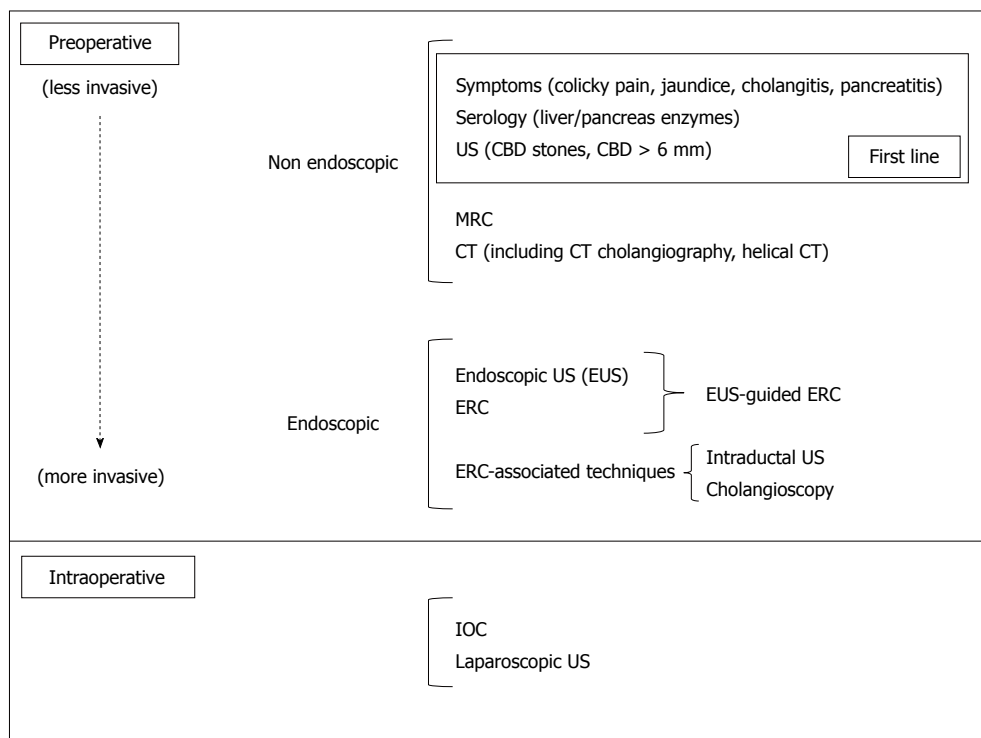 Preoperative
(less invasive)
Non endoscopic
Symptoms (colicky pain, jaundice, cholangitis, pancreatitis)
Serology (liver/pancreas enzymes)
US (CBD stones, CBD > 6 mm)
First line
MRC
CT (including CT cholangiography, helical CT)
Endoscopic
Endoscopic US (EUS)
ERC
EUS-guided ERC
(more invasive)
ERC-associated techniques
Intraductal US
Cholangioscopy
Intraoperative
IOC
Laparoscopic US